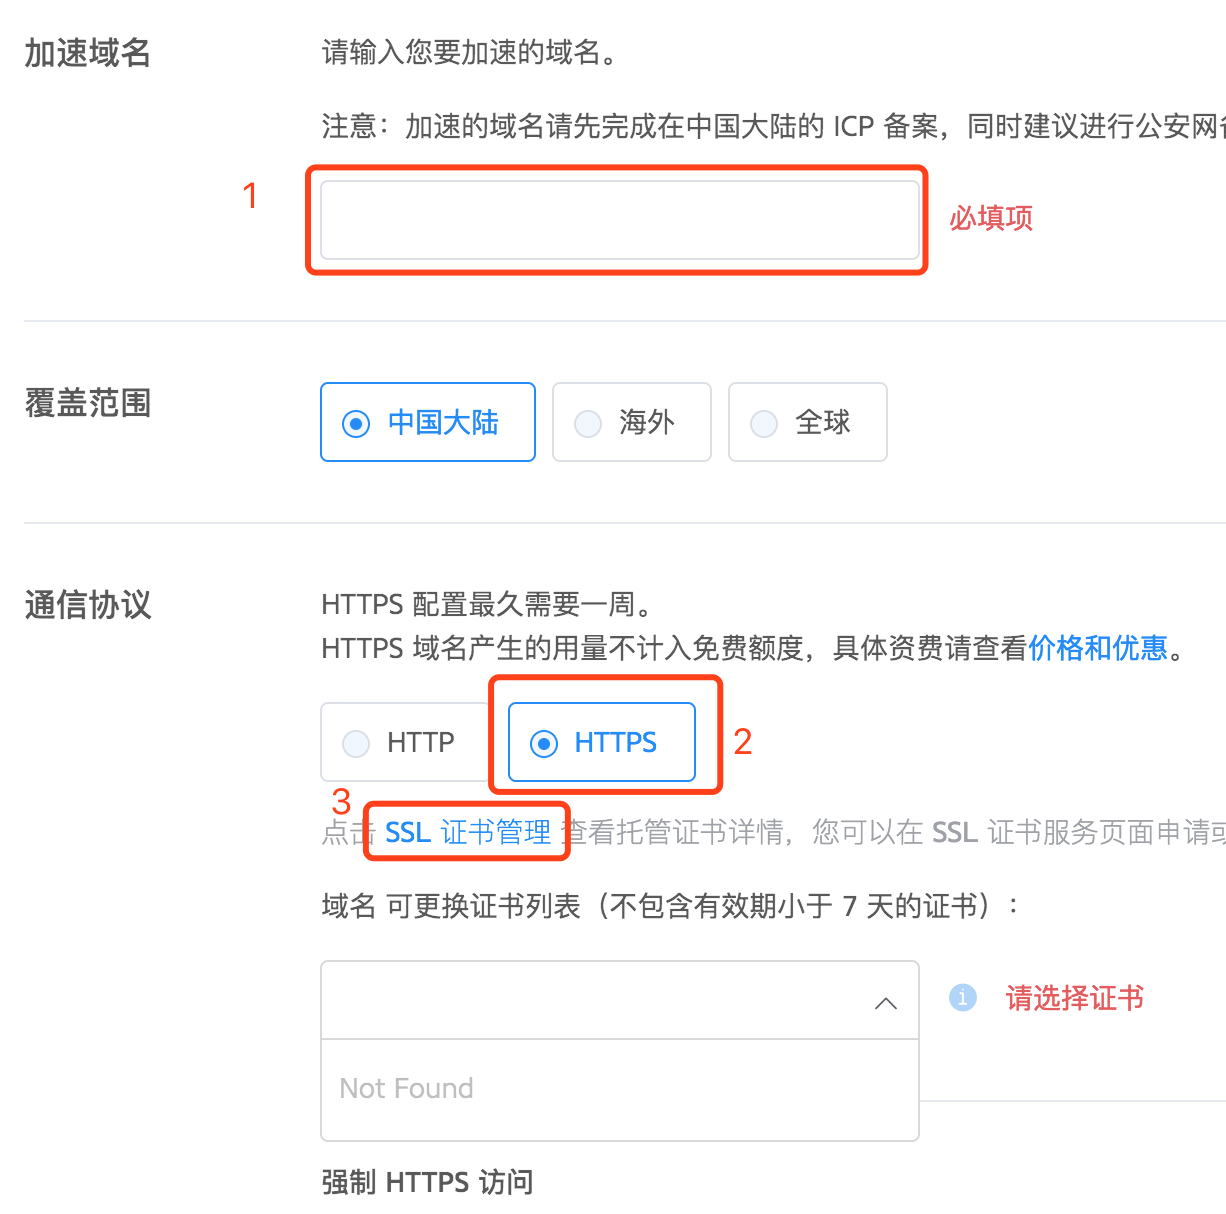 加速域名
请输入您要加速的域名。
注意：加速的域名请先完成在中国大陆的 ICP 备案，同时建议进行公安网
1
必填项
覆盖范围
中国大陆
海外
全球
通信协议
HTTPS 配置最久需要一周。
HTTPS 域名产生的用量不计入免费额度，具体资费请查看价格和优惠。
HTTP
HTTPS
2
3
点击 SSL 证书管理 查看托管证书详情，您可以在 SSL 证书服务页面申请或
域名 可更换证书列表（不包含有效期小于 7 天的证书）：
请选择证书
Not Found
强制 HTTPS 访问